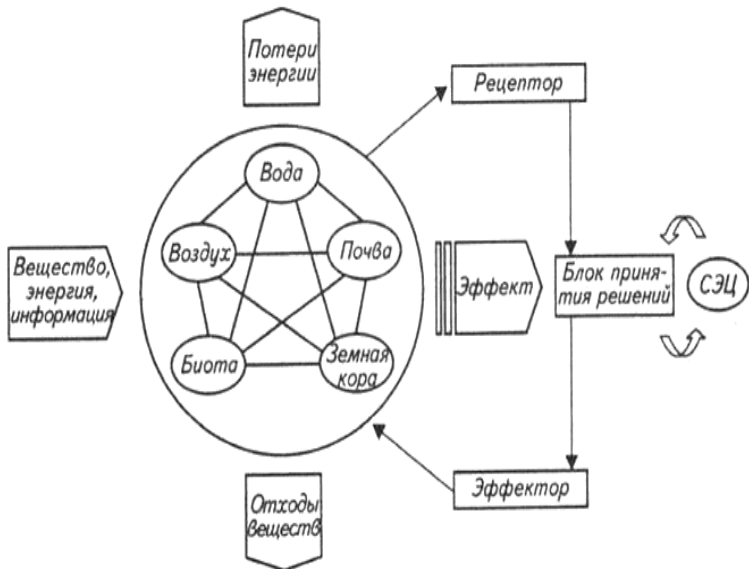 Потери
энергии
Рецептор
Вода
Воздух
Почва
Вещество,
энергия,
информация
Эффект
Блок приня-
тия решений
СЭЦ
Биота
Земная
кора
Эффектор
Отходы
веществ